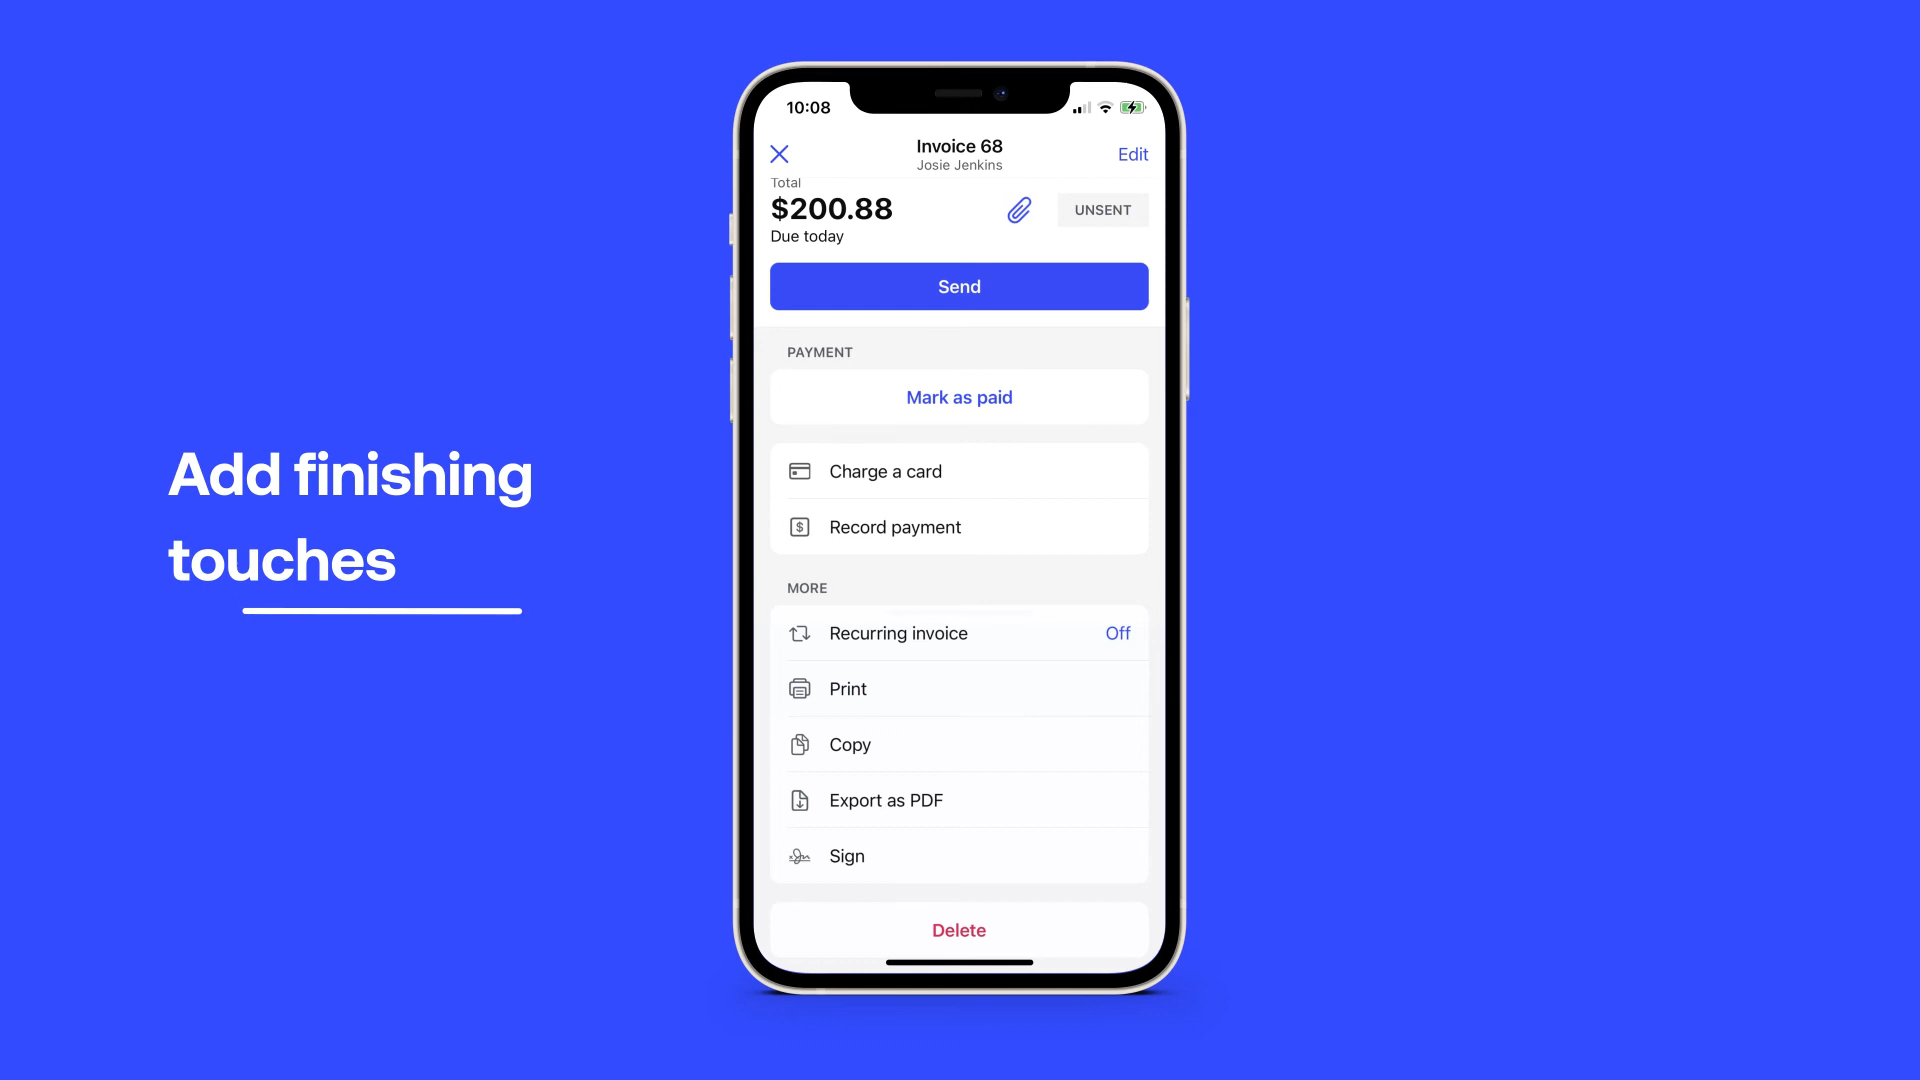 Add finishing
touches
10:08
Invoice 68
Josie Jenkins
Edit
Total
$200.88
UNSENT
Due today
Send
PAYMENT
Mark as paid
Charge a card
Record payment
MORE
Recurring invoice Off
Print
Copy
Export as PDF
Sign
Delete